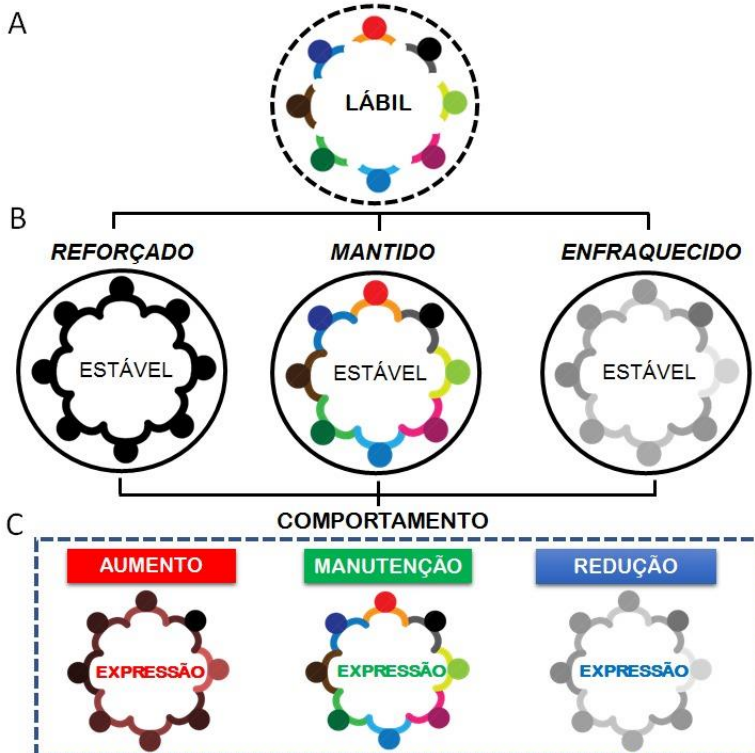 A
LÁBIL
B
REFORÇADO
MANTIDO
ENFRAQUECIDO
ESTÁVEL
ESTÁVEL
ESTÁVEL
C
COMPORTAMENTO
AUMENTO
MANUTENÇÃO
REDUÇÃO
EXPRESSÃO
EXPRESSÃO
EXPRESSÃO